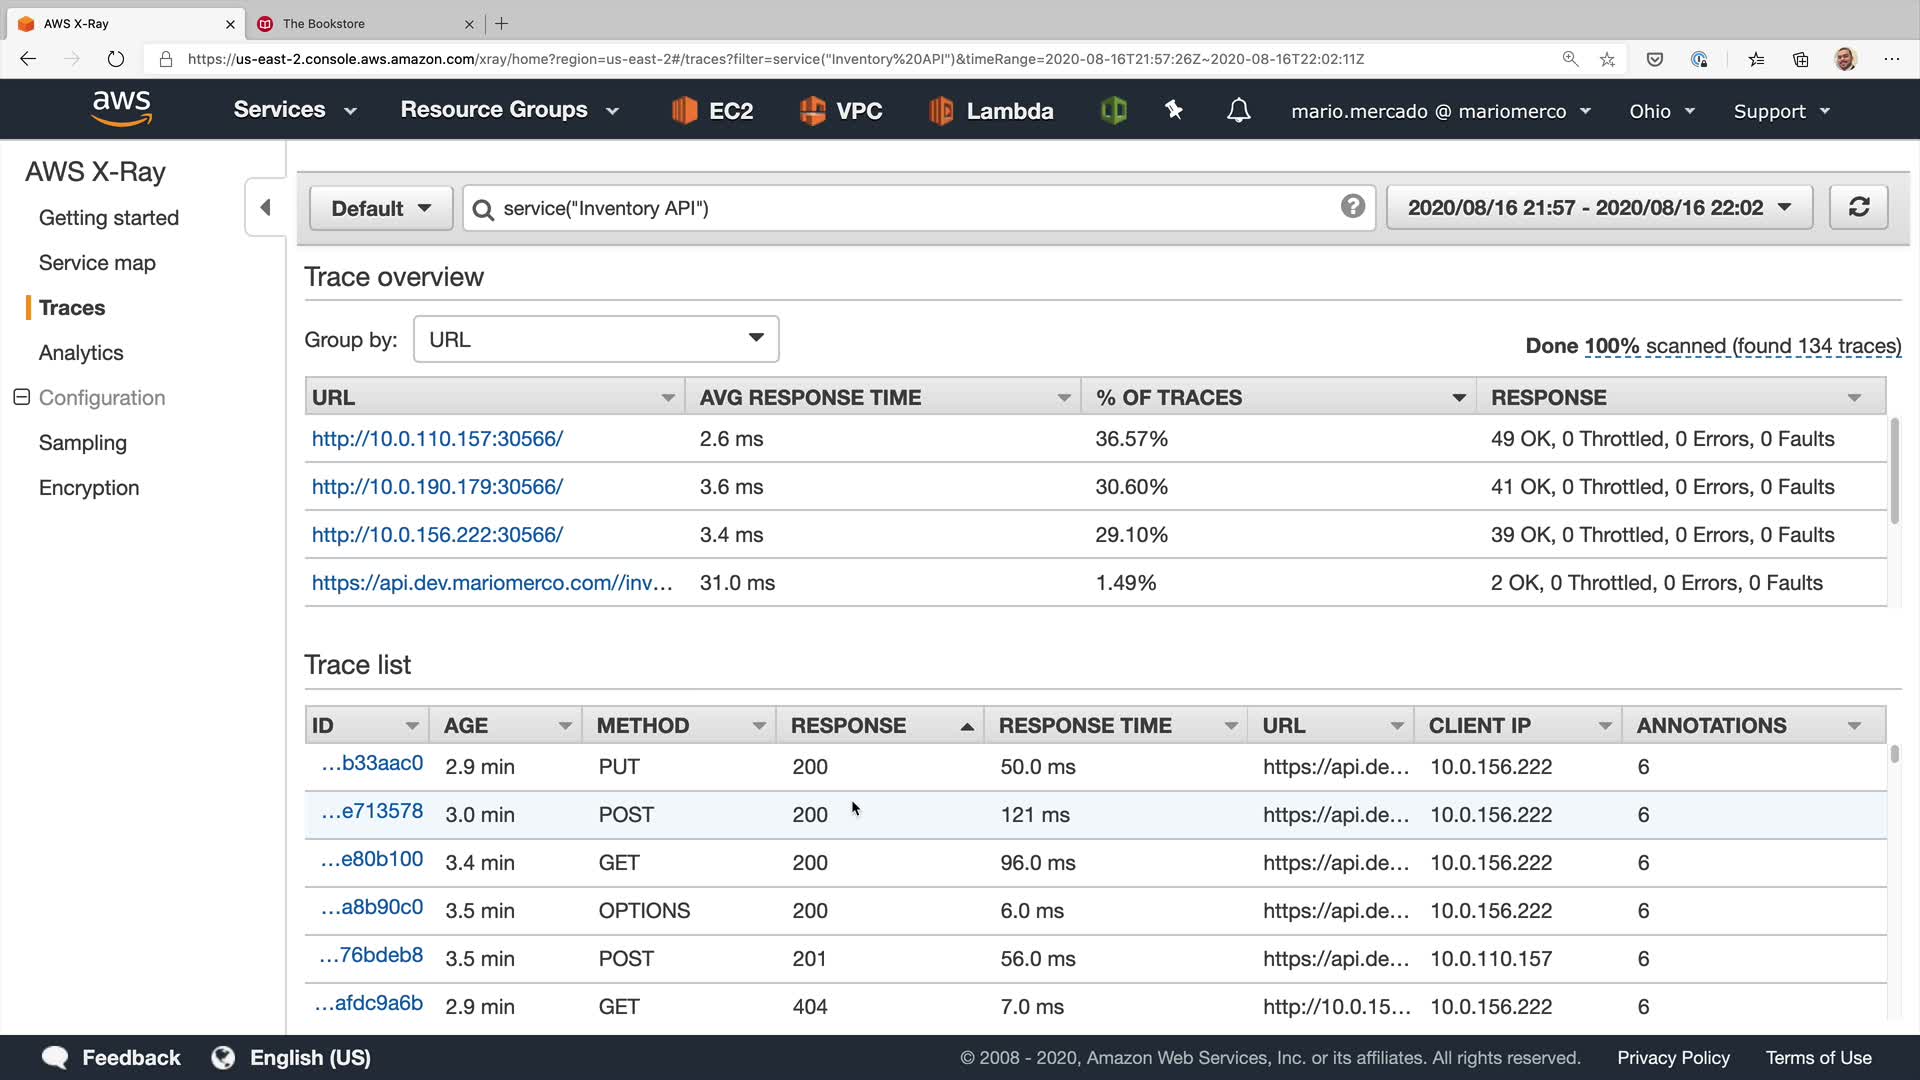 AWS X-Ray
The Bookstore
https://us-east-2.console.aws.amazon.com/xray/home?region=us-east-2#/traces?filter=service("Inventory%20API")&timeRange=2020-08-16T21:57:26Z~2020-08-16T22:02:11Z
aws
Services
Resource Groups
EC2
VPC
Lambda
mario.mercado @ mariomerco
Ohio
Support
AWS X-Ray
Getting started
Service map
Traces
Analytics
Configuration
Sampling
Encryption
Default
service("Inventory API")
?
2020/08/16 21:57 - 2020/08/16 22:02
Trace overview
Group by: URL
Done 100% scanned (found 134 traces)
URL AVG RESPONSE TIME % OF TRACES RESPONSE
http://10.0.110.157:30566/ 2.6 ms 36.57% 49 OK, 0 Throttled, 0 Errors, 0 Faults
http://10.0.190.179:30566/ 3.6 ms 30.60% 41 OK, 0 Throttled, 0 Errors, 0 Faults
http://10.0.156.222:30566/ 3.4 ms 29.10% 39 OK, 0 Throttled, 0 Errors, 0 Faults
https://api.dev.mariomerco.com//inv... 31.0 ms 1.49% 2 OK, 0 Throttled, 0 Errors, 0 Faults
Trace list
ID AGE METHOD RESPONSE RESPONSE TIME URL CLIENT IP ANNOTATIONS
...b33aac0 2.9 min PUT 200 50.0 ms https://api.de... 10.0.156.222 6
...e713578 3.0 min POST 200 121 ms https://api.de... 10.0.156.222 6
...e80b100 3.4 min GET 200 96.0 ms https://api.de... 10.0.156.222 6
...a8b90c0 3.5 min OPTIONS 200 6.0 ms https://api.de... 10.0.156.222 6
...76bdeb8 3.5 min POST 201 56.0 ms https://api.de... 10.0.110.157 6
...afdc9a6b 2.9 min GET 404 7.0 ms http://10.0.15... 10.0.156.222 6
Feedback
English (US)
© 2008 - 2020, Amazon Web Services, Inc. or its affiliates. All rights reserved.
Privacy Policy
Terms of Use